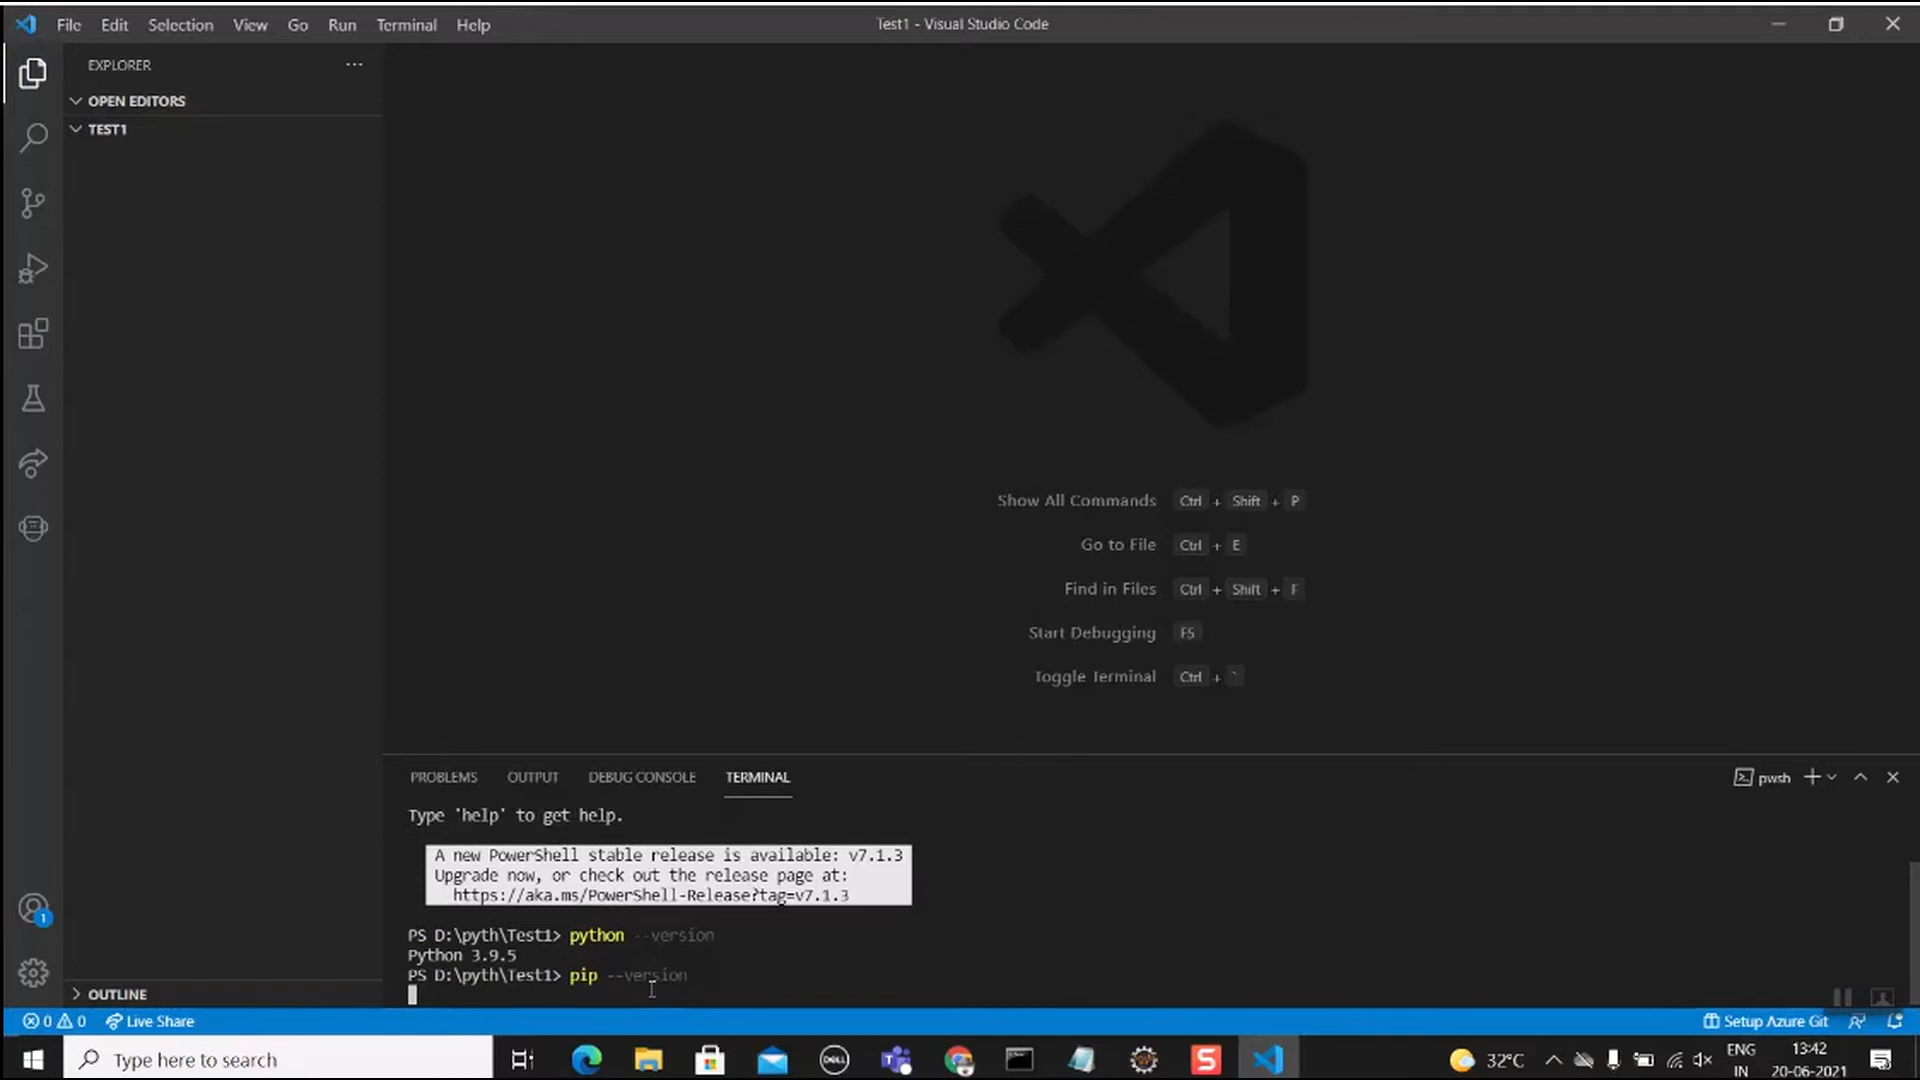 File Edit Selection View Go Run Terminal Help
Test1 - Visual Studio Code
EXPLORER
OPEN EDITORS
TEST1
Show All Commands Ctrl + Shift + P
Go to File Ctrl + E
Find in Files Ctrl + Shift + F
Start Debugging F5
Toggle Terminal Ctrl + `
PROBLEMS OUTPUT DEBUG CONSOLE TERMINAL
pwsh
Type 'help' to get help.
A new PowerShell stable release is available: v7.1.3
Upgrade now, or check out the release page at:
https://aka.ms/PowerShell-Release?tag=v7.1.3
PS D:\pyth\Test1> python --version
Python 3.9.5
PS D:\pyth\Test1> pip --version
1
OUTLINE
0 0 Live Share
Setup Azure Git
Type here to search
DELL
S
32°C
ENG
IN
13:42
20-06-2021